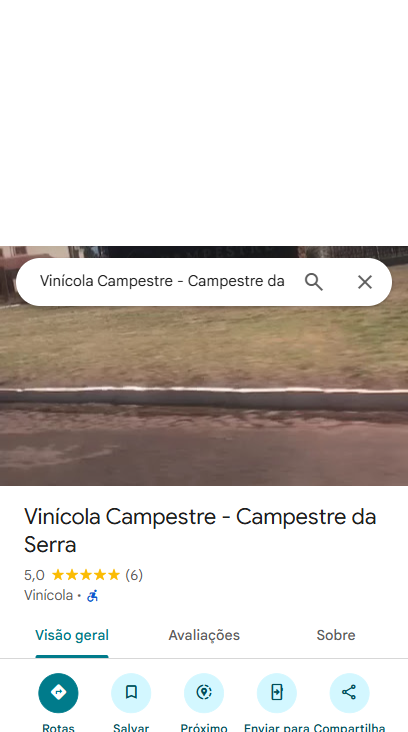 Vinícola Campestre - Campestre da
Vinícola Campestre - Campestre da
Serra
5,0 (6)
Vinícola ·
Visão geral Avaliações Sobre
Rotas Salvar Próximo Enviar para Compartilha